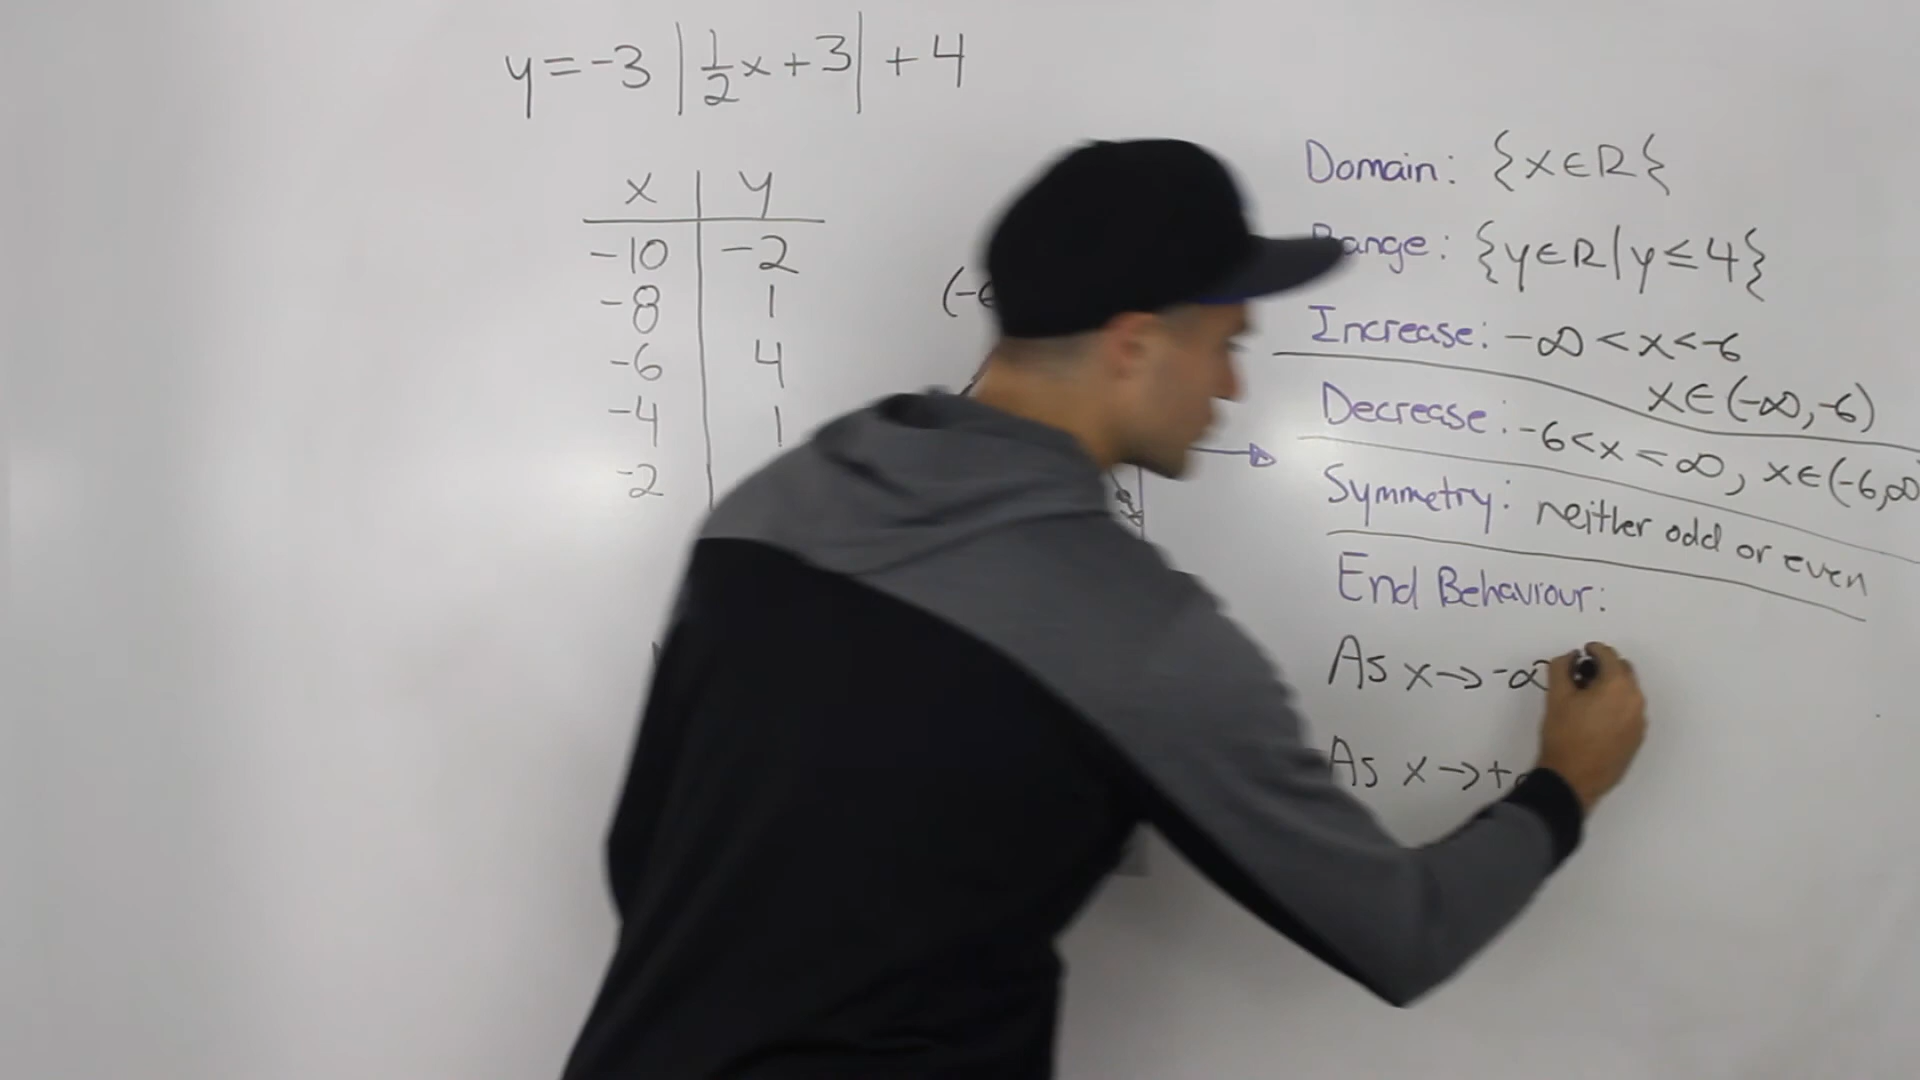 y=-3 |1/2x+3| +4
x | y
-10 | -2
-8 | 1
-6 | 4
-4 | 1
-2
(-6
Domain: {x∈R}
Range: {y∈R/y≤4}
Increase: -∞<x<-6
x∈(-∞,-6)
Decrease: -6<x=∞, x∈(-6,∞
Symmetry: neither odd or even
End Behaviour:
As x→-∞
As x→+